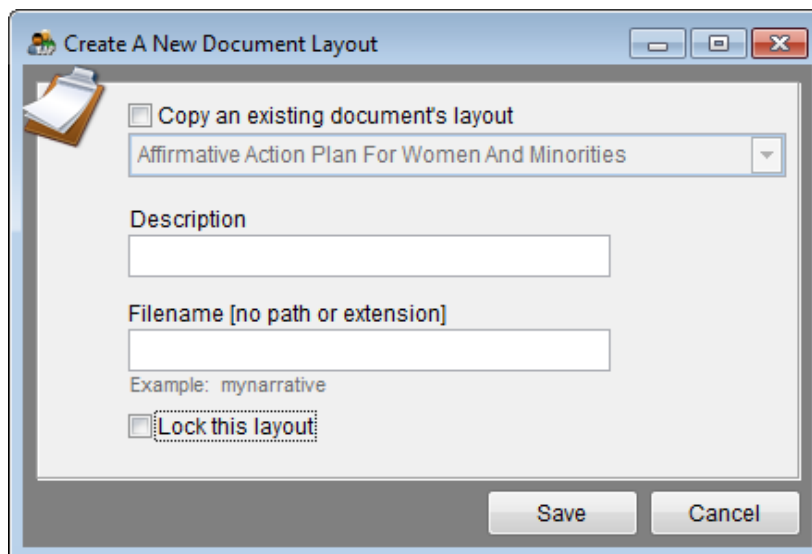 Create A New Document Layout
Copy an existing document's layout
Affirmative Action Plan For Women And Minorities
Description
Filename [no path or extension]
Example: mynarrative
Lock this layout
Save Cancel